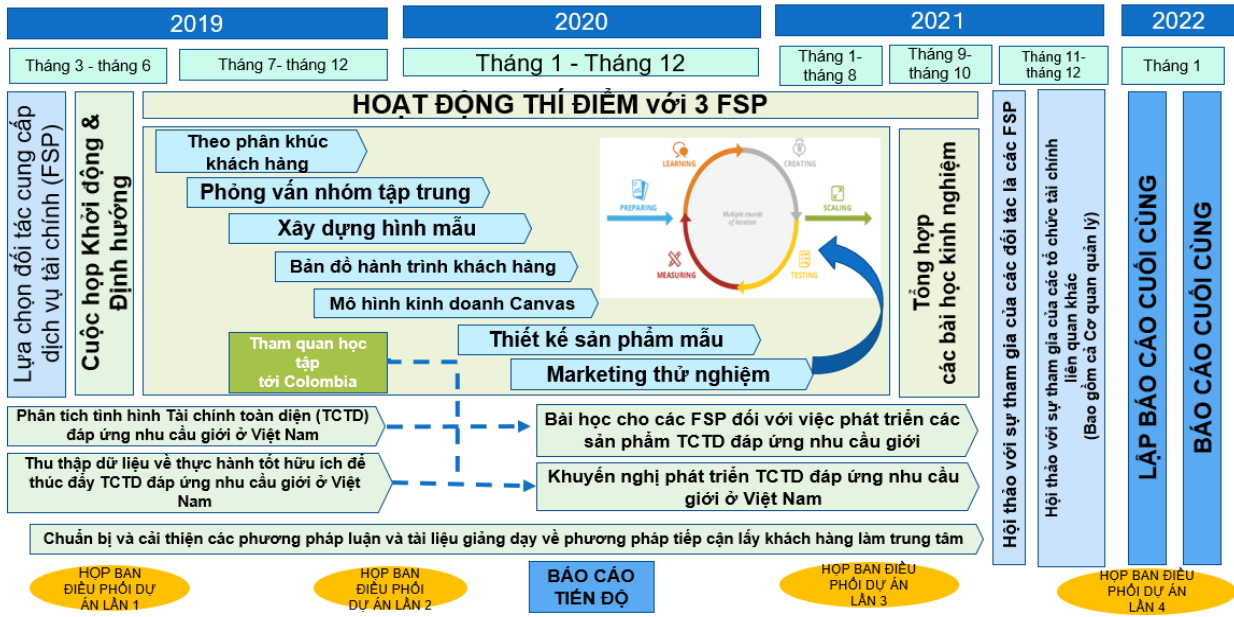 2019
2020
2021
2022
Tháng 3 - tháng 6
Tháng 7- tháng 12
Tháng 1 - Tháng 12
Tháng 1-
tháng 8
Tháng 9-
tháng 10
Tháng 11-
tháng 12
Tháng 1
Lựa chọn đối tác cung cấp
dịch vụ tài chính (FSP)
Cuộc họp Khởi động &
Định hướng
HOẠT ĐỘNG THÍ ĐIỂM với 3 FSP
Theo phân khúc
khách hàng
Phỏng vấn nhóm tập trung
Xây dựng hình mẫu
Bản đồ hành trình khách hàng
Mô hình kinh doanh Canvas
Thiết kế sản phẩm mẫu
Marketing thử nghiệm
Tham quan học
tập
tới Colombia
LEARNING
CREATING
PREPARING
Multiple rounds
of iteration
SCALING
MEASURING
TESTING
Tổng hợp
các bài học kinh nghiệm
Hội thảo với sự tham gia của các đối tác là các FSP
Hội thảo với sự tham gia của các tổ chức tài chính
liên quan khác
(Bao gồm cả Cơ quan quản lý)
LẬP BÁO CÁO CUỐI CÙNG
BÁO CÁO CUỐI CÙNG
Phân tích tình hình Tài chính toàn diện (TCTD)
đáp ứng nhu cầu giới ở Việt Nam
Bài học cho các FSP đối với việc phát triển các
sản phẩm TCTD đáp ứng nhu cầu giới
Thu thập dữ liệu về thực hành tốt hữu ích để
thúc đẩy TCTD đáp ứng nhu cầu giới ở Việt
Nam
Khuyến nghị phát triển TCTD đáp ứng nhu cầu
giới ở Việt Nam
Chuẩn bị và cải thiện các phương pháp luận và tài liệu giảng dạy về phương pháp tiếp cận lấy khách hàng làm trung tâm
HỌP BAN
ĐIỀU PHỐI DỰ
ÁN LẦN 1
HỌP BAN
ĐIỀU PHỐI
DỰ ÁN LẦN 2
BÁO CÁO
TIẾN ĐỘ
HỌP BAN ĐIỀU
PHỐI DỰ ÁN
LẦN 3
HỌP BAN ĐIỀU
PHỐI DỰ ÁN
LẦN 4